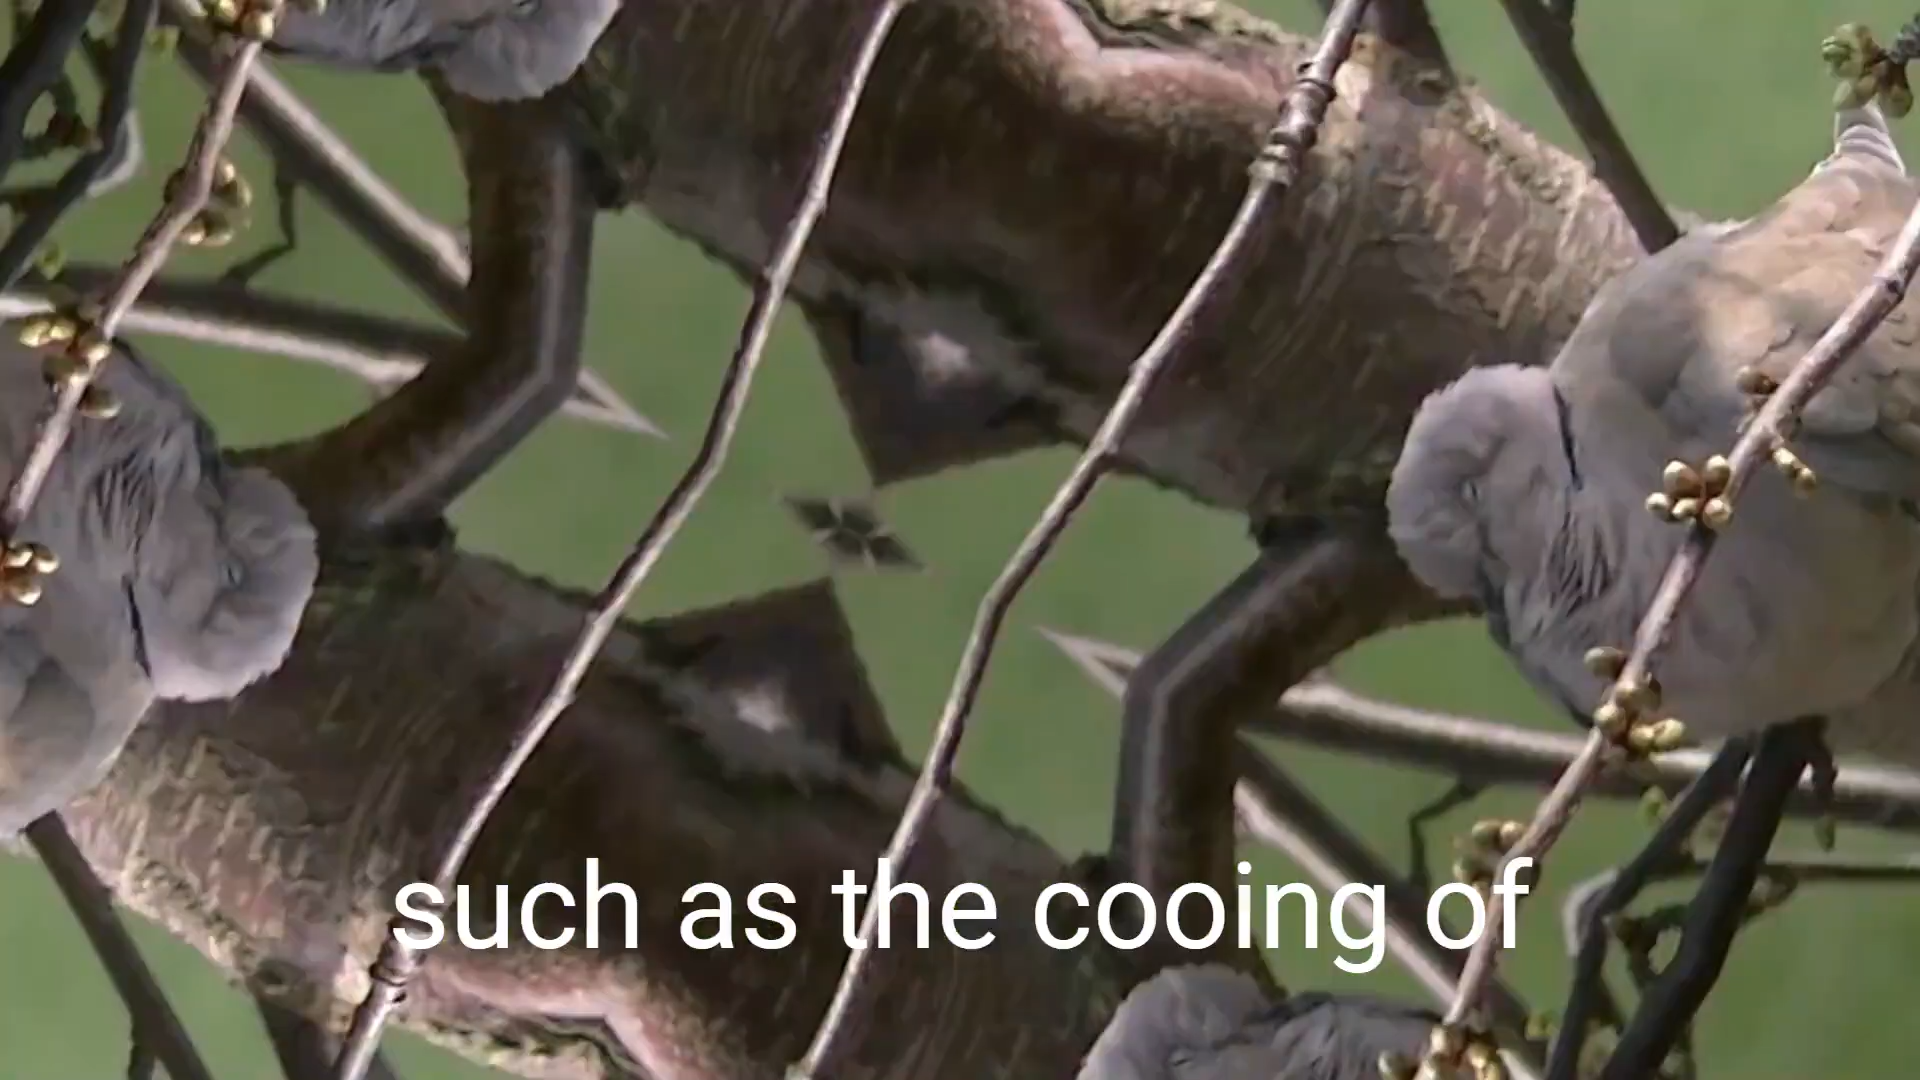 such as the cooing of